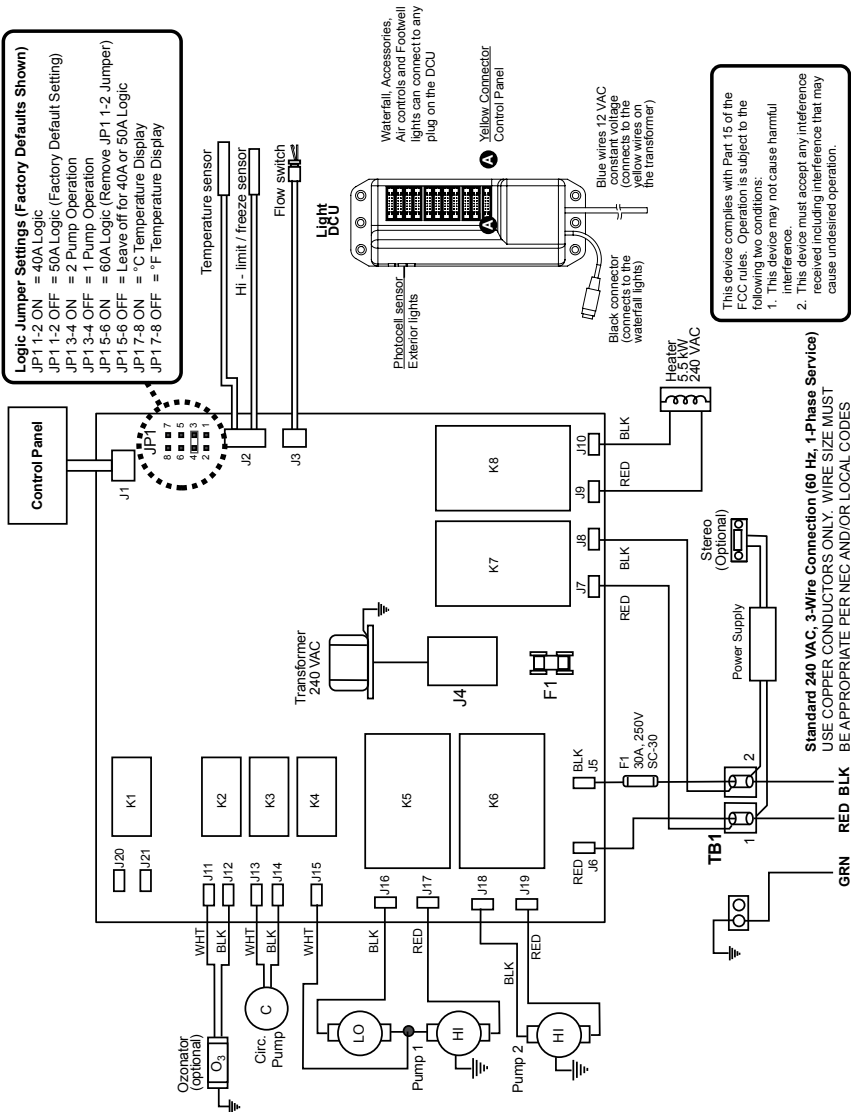 Control Panel
Logic Jumper Settings (Factory Defaults Shown)
JP1 1-2 ON = 40A Logic
JP1 1-2 OFF = 50A Logic (Factory Default Setting)
JP1 3-4 ON = 2 Pump Operation
JP1 3-4 OFF = 1 Pump Operation
JP1 5-6 ON = 60A Logic (Remove JP1 1-2 Jumper)
JP1 5-6 OFF = Leave off for 40A or 50A Logic
JP1 7-8 ON = °C Temperature Display
JP1 7-8 OFF = °F Temperature Display
J1
JP1
8 7
6 5
4 3
2 1
J2
J3
Temperature sensor
Hi - limit / freeze sensor
Flow switch
Light
DCU
Photocell sensor
Exterior lights
A
Waterfall, Accessories,
Air controls and Footwell
lights can connect to any
plug on the DCU
A
Yellow Connector
Control Panel
Black connector
(connects to the
waterfall lights)
Blue wires 12 VAC
constant voltage
(connects to the
yellow wires on
the transformer)
J20
J21
K1
K2
K3
K4
K5
K6
K7
K8
Transformer
240 VAC
J4
F1
Ozonator
(optional)
O3
WHT
BLK
J11
J12
Circ.
Pump
C
WHT
BLK
J13
J14
WHT
J15
Pump 1
LO
HI
BLK
J16
RED
J17
Pump 2
HI
BLK
J18
RED
J19
RED
J6
BLK
J5
F1
30A, 250V
SC-30
RED
J7
BLK
J8
RED
J9
BLK
J10
Heater
5.5 kW
240 VAC
TB1
1
2
Power Supply
Stereo
(Optional)
GRN
RED
BLK
Standard 240 VAC, 3-Wire Connection (60 Hz, 1-Phase Service)
USE COPPER CONDUCTORS ONLY. WIRE SIZE MUST
BE APPROPRIATE PER NEC AND/OR LOCAL CODES
This device complies with Part 15 of the
FCC rules. Operation is subject to the
following two conditions:
1. This device may not cause harmful
Interference.
2. This device must accept any interference
received including interference that may
cause undesired operation.